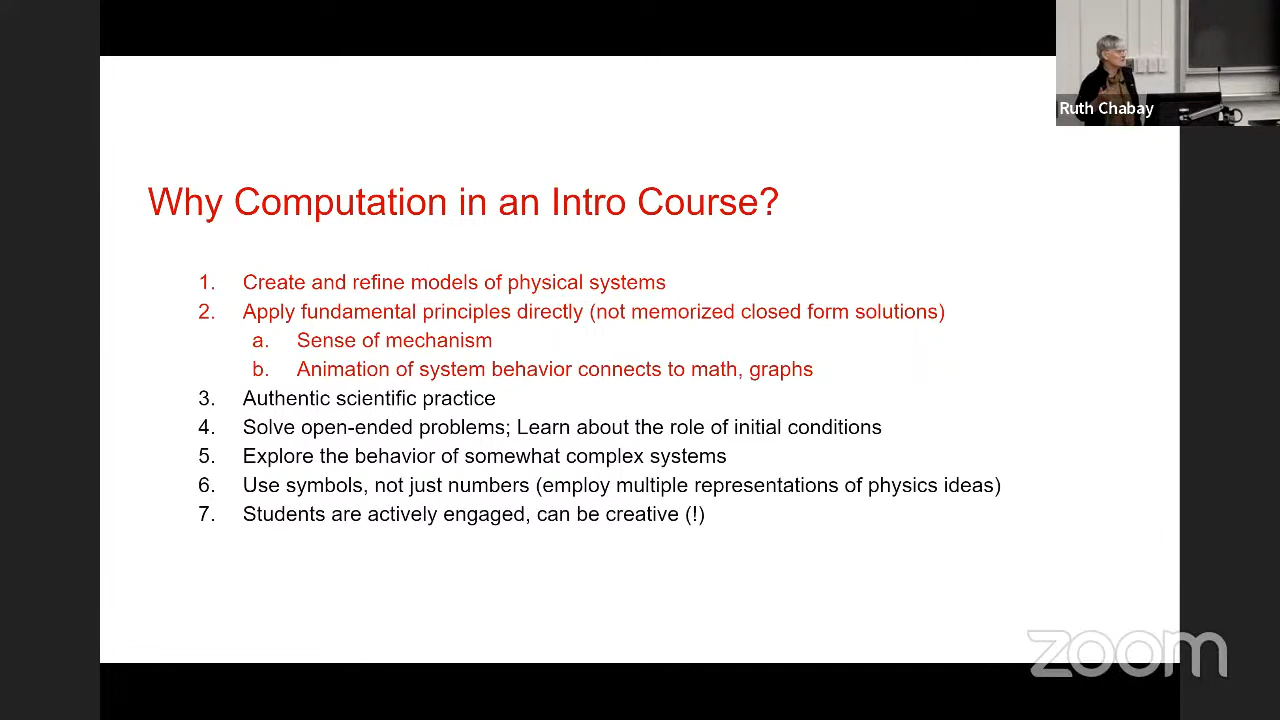 Ruth Chabay
Why Computation in an Intro Course?
1. Create and refine models of physical systems
2. Apply fundamental principles directly (not memorized closed form solutions)
a. Sense of mechanism
b. Animation of system behavior connects to math, graphs
3. Authentic scientific practice
4. Solve open-ended problems; Learn about the role of initial conditions
5. Explore the behavior of somewhat complex systems
6. Use symbols, not just numbers (employ multiple representations of physics ideas)
7. Students are actively engaged, can be creative (!)
zoom